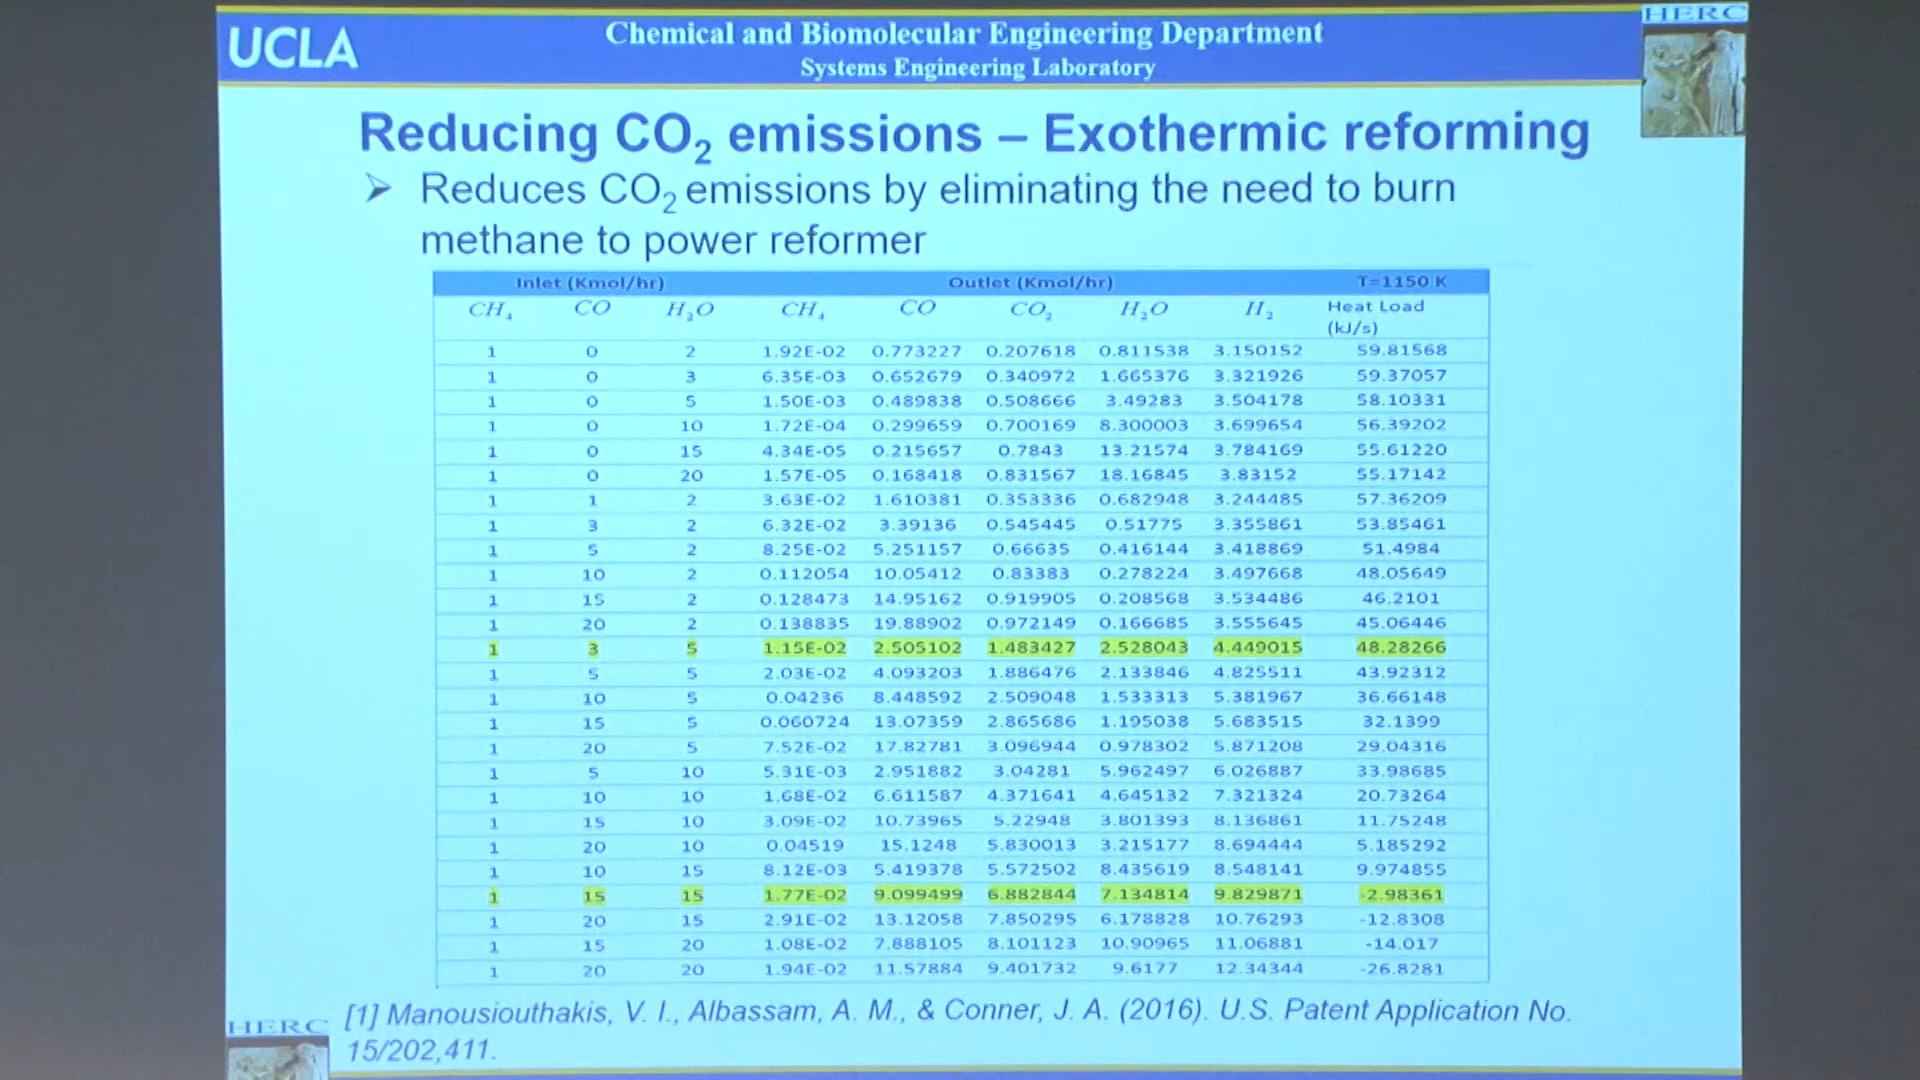 HERC
UCLA
Chemical and Biomolecular Engineering Department
Systems Engineering Laboratory
Reducing CO₂ emissions – Exothermic reforming
➢ Reduces CO₂ emissions by eliminating the need to burn
methane to power reformer
Inlet (Kmol/hr) Outlet (Kmol/hr) T=1150 K
CH₄ CO H₂O CH₄ CO CO₂ H₂O H₂ Heat Load
(kJ/s)
1 0 2 1.92E-02 0.773227 0.207618 0.811538 3.150152 59.81568
1 0 3 6.35E-03 0.652679 0.340972 1.665376 3.321926 59.37057
1 0 5 1.50E-03 0.489838 0.508666 3.49283 3.504178 58.10331
1 0 10 1.72E-04 0.299659 0.700169 8.300003 3.699654 56.39202
1 0 15 4.34E-05 0.215657 0.7843 13.21574 3.784169 55.61220
1 0 20 1.57E-05 0.168418 0.831567 18.16845 3.83152 55.17142
1 1 2 3.63E-02 1.610381 0.353336 0.682948 3.244485 57.36209
1 3 2 6.32E-02 3.39136 0.545445 0.51775 3.355861 53.85461
1 5 2 8.25E-02 5.251157 0.66635 0.416144 3.418869 51.4984
1 10 2 0.112054 10.05412 0.83383 0.278224 3.497668 48.05649
1 15 2 0.128473 14.95162 0.919905 0.208568 3.534486 46.2101
1 20 2 0.138835 19.88902 0.972149 0.166685 3.555645 45.06446
1 3 5 1.15E-02 2.505102 1.483427 2.528043 4.449015 48.28266
1 5 5 2.03E-02 4.093203 1.886476 2.133846 4.825511 43.92312
1 10 5 0.04236 8.448592 2.509048 1.533313 5.381967 36.66148
1 15 5 0.060724 13.07359 2.865686 1.195038 5.683515 32.1399
1 20 5 7.52E-02 17.82781 3.096944 0.978302 5.871208 29.04316
1 5 10 5.31E-03 2.951882 3.04281 5.962497 6.026887 33.98685
1 10 10 1.68E-02 6.611587 4.371641 4.645132 7.321324 20.73264
1 15 10 3.09E-02 10.73965 5.22948 3.801393 8.136861 11.75248
1 20 10 0.04519 15.1248 5.830013 3.215177 8.694444 5.185292
1 10 15 8.12E-03 5.419378 5.572502 8.435619 8.548141 9.974855
1 15 15 1.77E-02 9.099499 6.882844 7.134814 9.829871 -2.98361
1 20 15 2.91E-02 13.12058 7.850295 6.178828 10.76293 -12.8308
1 15 20 1.08E-02 7.888105 8.101123 10.90965 11.06881 -14.017
1 20 20 1.94E-02 11.57884 9.401732 9.6177 12.34344 -26.8281
[1] Manousiouthakis, V. I., Albassam, A. M., & Conner, J. A. (2016). U.S. Patent Application No.
15/202,411.
HERC